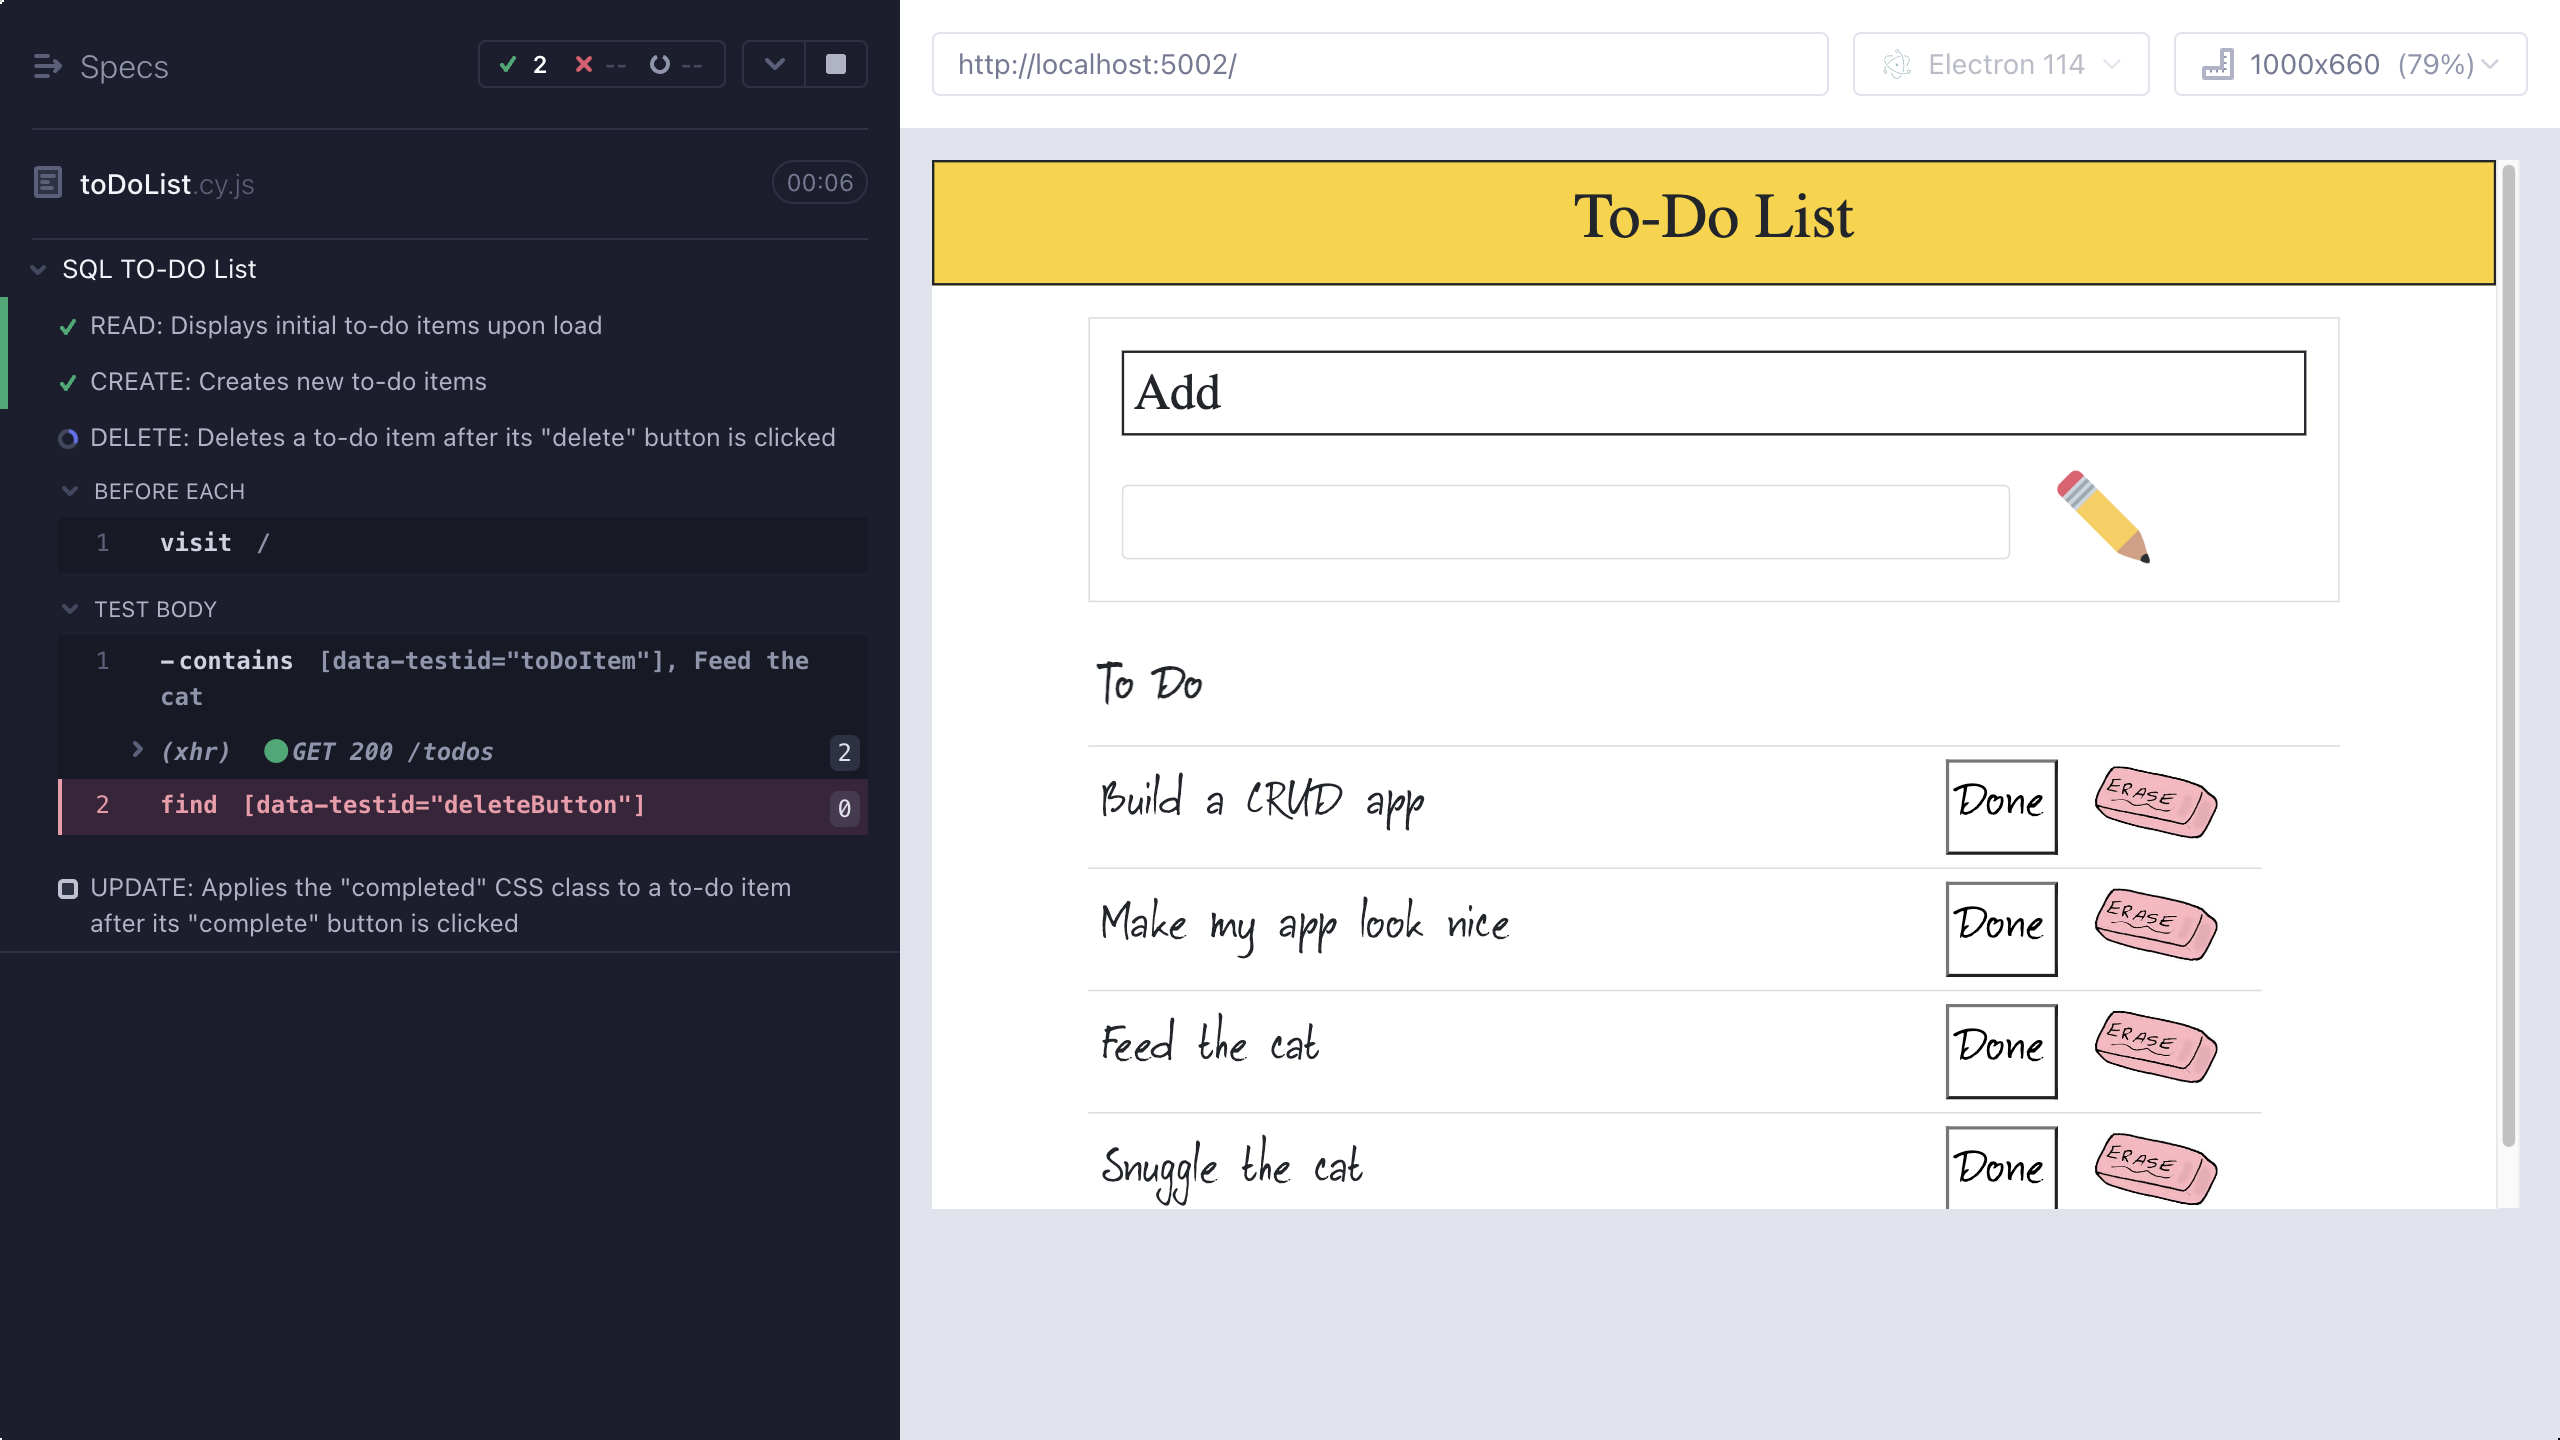 Specs
2 -- --
toDoList.cy.js 00:06
SQL TO-DO List
READ: Displays initial to-do items upon load
CREATE: Creates new to-do items
DELETE: Deletes a to-do item after its "delete" button is clicked
BEFORE EACH
1 visit /
TEST BODY
1 -contains [data-testid="toDoItem"], Feed the
cat
(xhr) GET 200 /todos 2
2 find [data-testid="deleteButton"] 0
UPDATE: Applies the "completed" CSS class to a to-do item
after its "complete" button is clicked
http://localhost:5002/ Electron 114 1000x660 (79%)
To-Do List
Add
To Do
Build a CRUD app Done ERASE
Make my app look nice Done ERASE
Feed the cat Done ERASE
Snuggle the cat Done ERASE